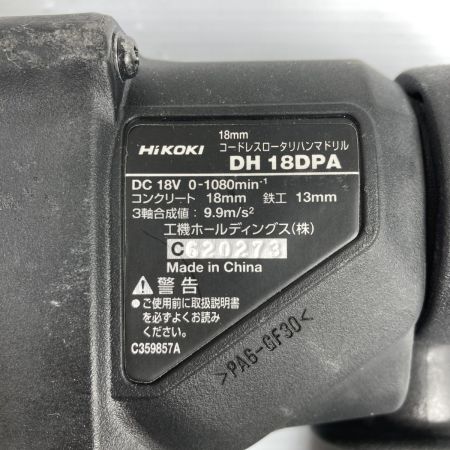 18mm
HiKOKI コードレスロータリハンマドリル
DH 18DPA
DC 18V 0-1080min-1
コンクリート 18mm 鉄工 13mm
3軸合成値：9.9m/s2
工機ホールディングス(株)
C620273
Made in China
警告
●ご使用前に取扱説明書
を必ずよくお読み
ください。
C359857A
>PA6-GF30<